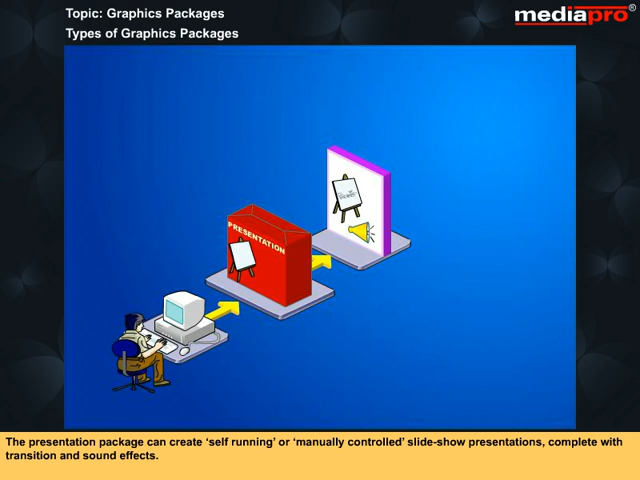 Topic: Graphics Packages
Types of Graphics Packages
mediapro®
PRESENTATION
The presentation package can create ‘self running’ or ‘manually controlled’ slide-show presentations, complete with
transition and sound effects.